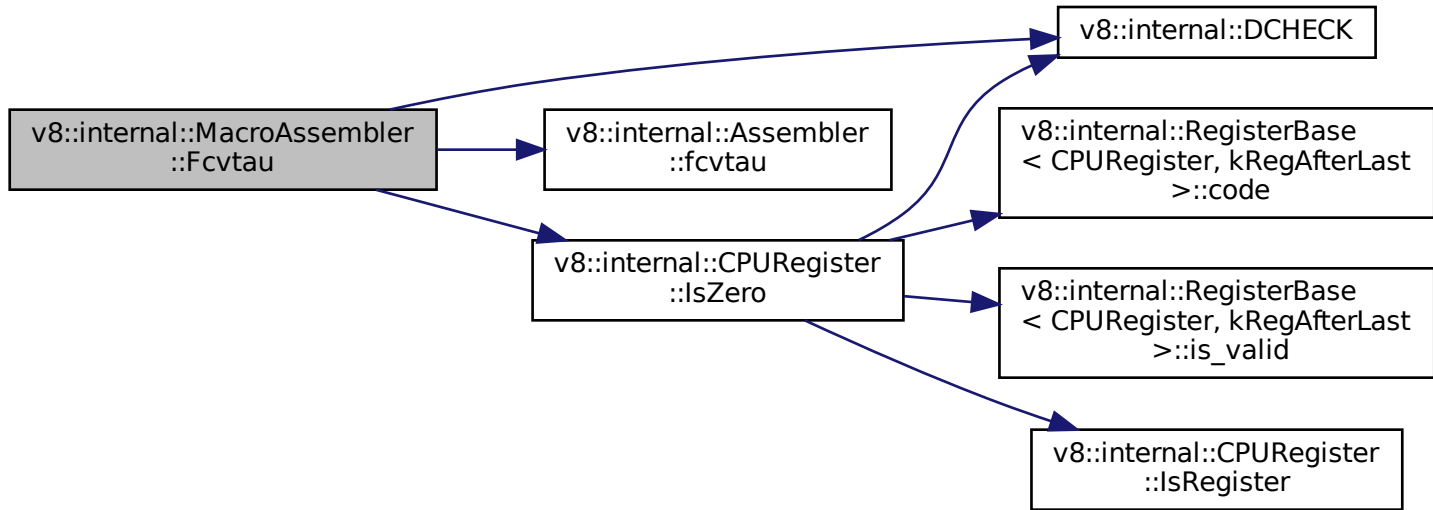 v8::internal::MacroAssembler
::Fcvtau
v8::internal::DCHECK
v8::internal::Assembler
::fcvtau
v8::internal::CPURegister
::IsZero
v8::internal::RegisterBase
< CPURegister, kRegAfterLast
>::code
v8::internal::RegisterBase
< CPURegister, kRegAfterLast
>::is_valid
v8::internal::CPURegister
::IsRegister